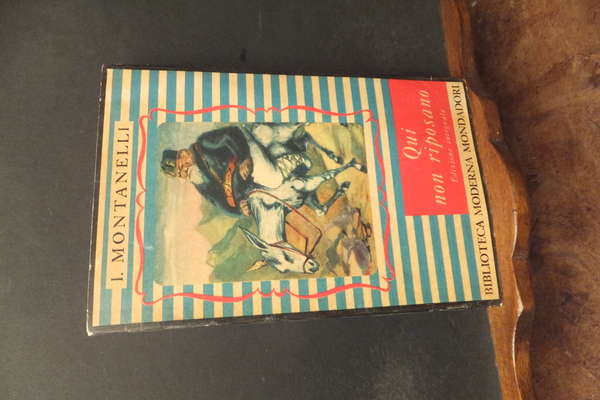 I. MONTANELLI
Qui
non riposano
Edizione integrale
BIBLIOTECA MODERNA MONDADORI